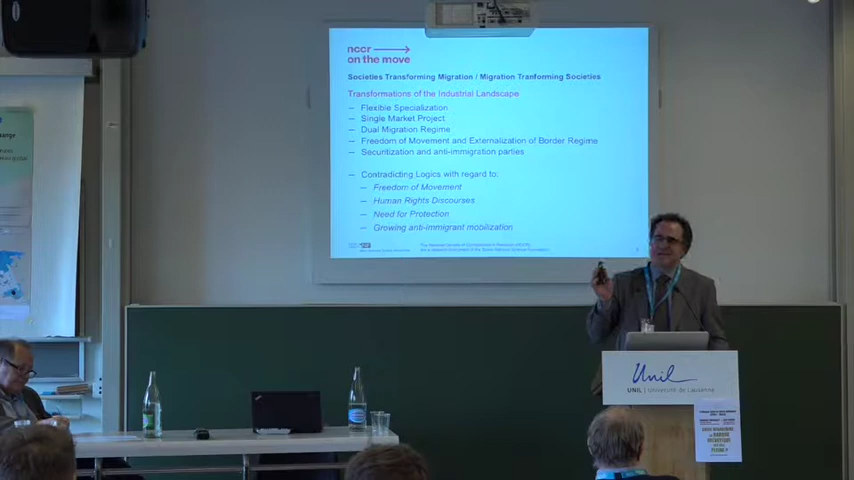 nccr →
on the move
Societies Transforming Migration / Migration Tranforming Societies
Transformations of the Industrial Landscape
– Flexible Specialization
– Single Market Project
– Dual Migration Regime
– Freedom of Movement and Externalization of Border Regime
– Securitization and anti-immigration parties
– Contradicting Logics with regard to:
– Freedom of Movement
– Human Rights Discourses
– Need for Protection
– Growing anti-immigrant mobilization
Unil
UNIL | Université de Lausanne